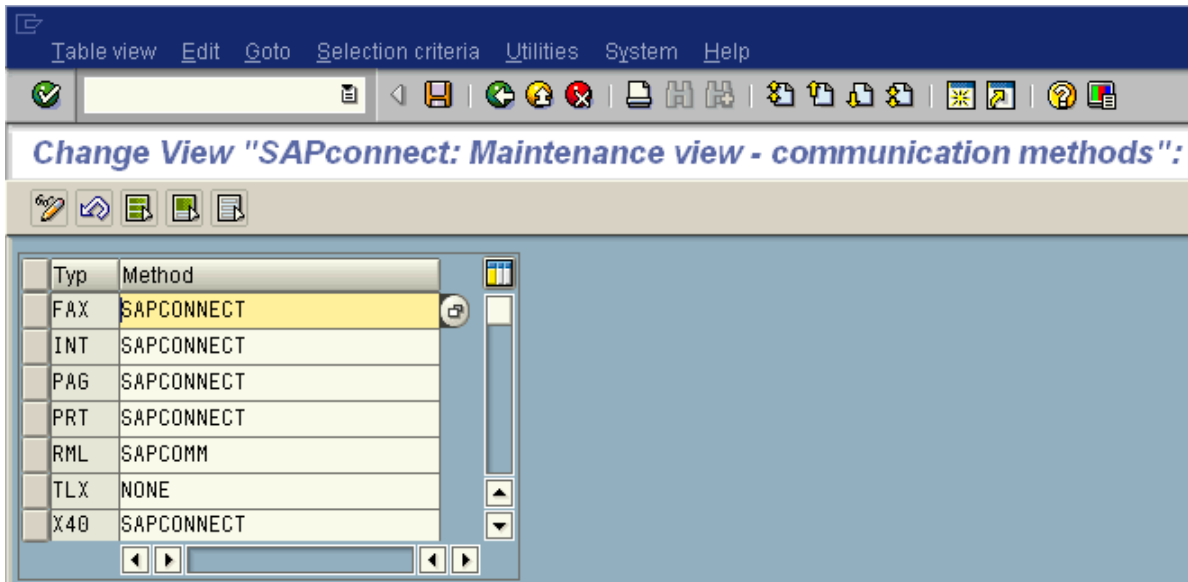 Table view Edit Goto Selection criteria Utilities System Help
Change View "SAPconnect: Maintenance view - communication methods":
Typ Method
FAX SAPCONNECT
INT SAPCONNECT
PAG SAPCONNECT
PRT SAPCONNECT
RML SAPCOMM
TLX NONE
X40 SAPCONNECT